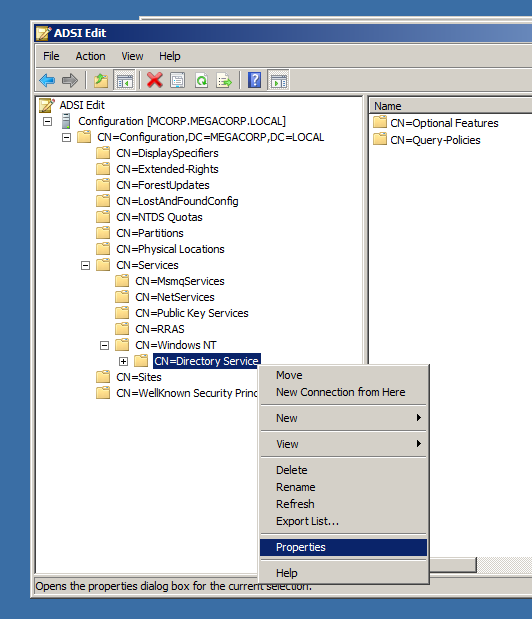 ADSI Edit
File Action View Help
ADSI Edit
Configuration [MCORP.MEGACORP.LOCAL]
CN=Configuration,DC=MEGACORP,DC=LOCAL
CN=DisplaySpecifiers
CN=Extended-Rights
CN=ForestUpdates
CN=LostAndFoundConfig
CN=NTDS Quotas
CN=Partitions
CN=Physical Locations
CN=Services
CN=MsmqServices
CN=NetServices
CN=Public Key Services
CN=RRAS
CN=Windows NT
CN=Directory Service
CN=Sites
CN=WellKnown Security Princ
Name
CN=Optional Features
CN=Query-Policies
Move
New Connection from Here
New
View
Delete
Rename
Refresh
Export List...
Properties
Help
Opens the properties dialog box for the current selection.